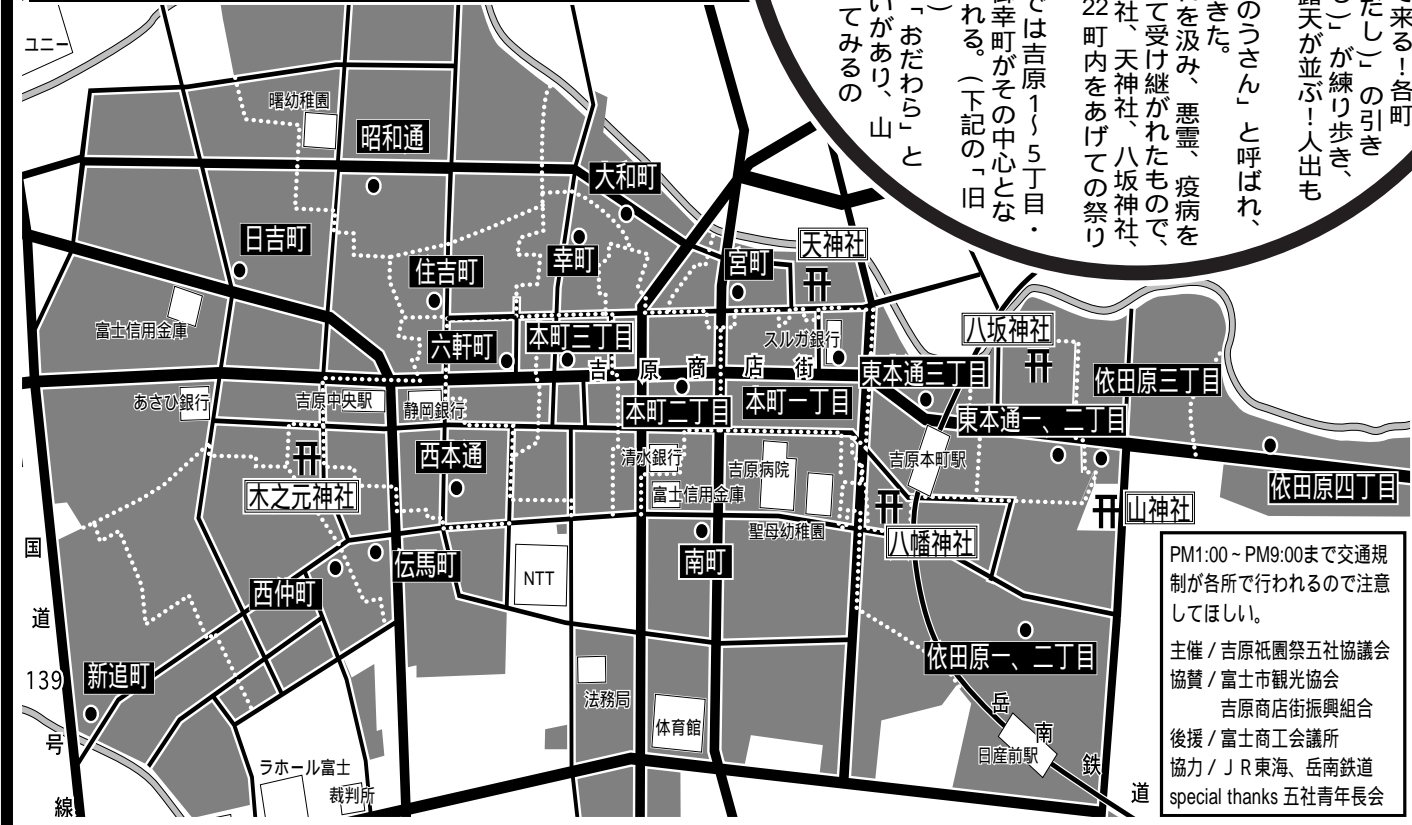 で来る！各町
だし）」の引き
し）」が練り歩き、
露天が並ぶ！人出も
のうさん」と呼ばれ、
きた。
を汲み、悪霊、疫病を
て受け継がれたもので、
社、天神社、八坂神社、
22町内をあげての祭り
では吉原1～5丁目・
御幸町がその中心とな
れる。（下記の「旧
）
「おだわら」と
いがあり、山
てみるの
ユニー
曙幼稚園
昭和通
大和町
日吉町
住吉町
幸町
宮町
天神社
富士信用金庫
六軒町
本町三丁目
スルガ銀行
八坂神社
吉原商店街
東本通三丁目
依田原三丁目
あさひ銀行
吉原中央駅
静岡銀行
本町二丁目
本町一丁目
東本通一、二丁目
西本通
清水銀行
吉原病院
吉原本町駅
木之元神社
富士信用金庫
依田原四丁目
山神社
聖母幼稚園
八幡神社
伝馬町
NTT
南町
西仲町
国道139号線
新追町
依田原一、二丁目
法務局
体育館
岳南鉄道
日産前駅
ラホール富士
裁判所
PM1:00～PM9:00まで交通規
制が各所で行われるので注意
してほしい。
主催 / 吉原祇園祭五社協議会
協賛 / 富士市観光協会
吉原商店街振興組合
後援 / 富士商工会議所
協力 / ＪＲ東海、岳南鉄道
special thanks 五社青年長会